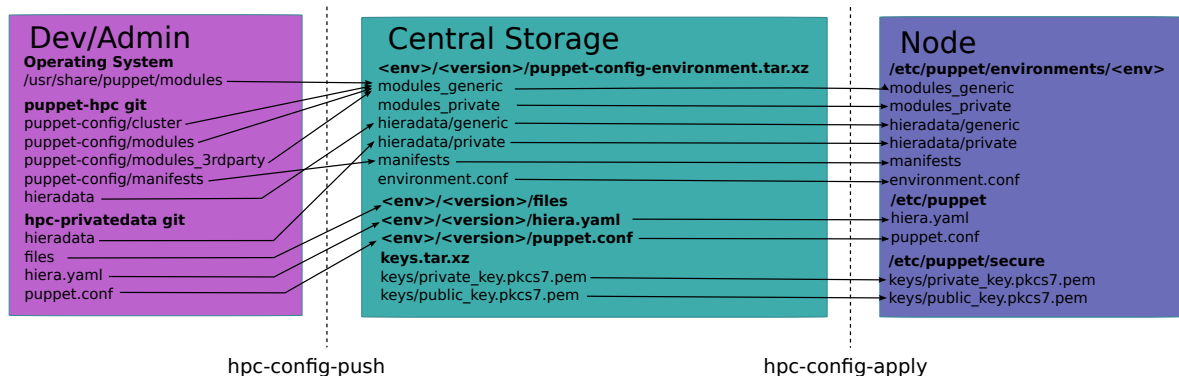 Dev/Admin
Operating System
/usr/share/puppet/modules
puppet-hpc git
puppet-config/cluster
puppet-config/modules
puppet-config/modules_3rdparty
puppet-config/manifests
hieradata
hpc-privatedata git
hieradata
files
hiera.yaml
puppet.conf
Central Storage
<env>/<version>/puppet-config-environment.tar.xz
modules_generic
modules_private
hieradata/generic
hieradata/private
manifests
environment.conf
<env>/<version>/files
<env>/<version>/hiera.yaml
<env>/<version>/puppet.conf
keys.tar.xz
keys/private_key.pkcs7.pem
keys/public_key.pkcs7.pem
Node
/etc/puppet/environments/<env>
modules_generic
modules_private
hieradata/generic
hieradata/private
manifests
environment.conf
/etc/puppet
hiera.yaml
puppet.conf
/etc/puppet/secure
keys/private_key.pkcs7.pem
keys/public_key.pkcs7.pem
hpc-config-push
hpc-config-apply